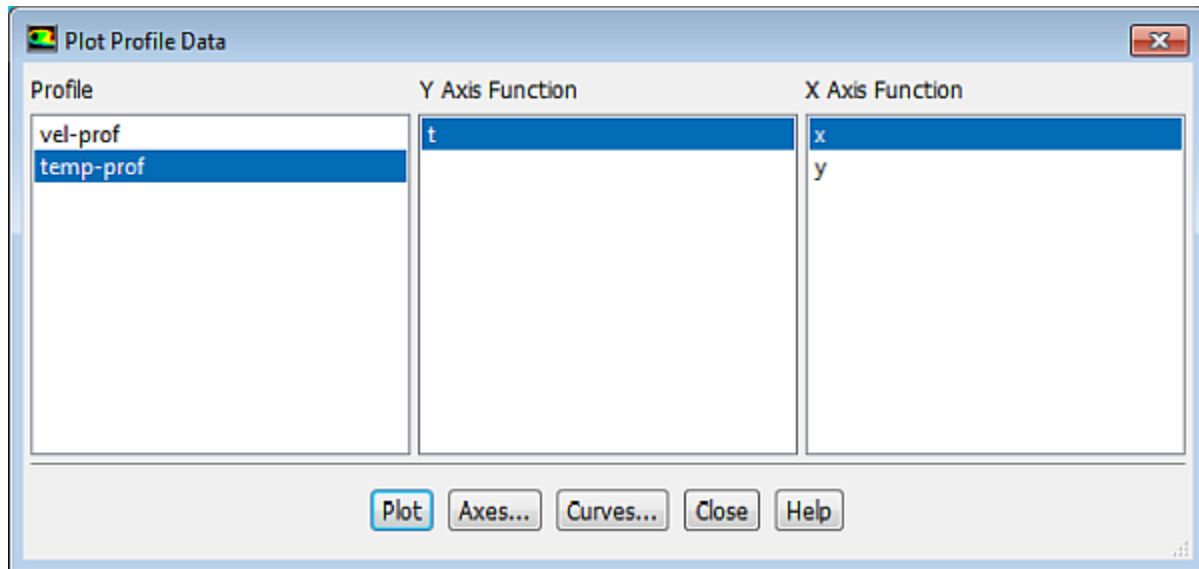 Plot Profile Data
Profile Y Axis Function X Axis Function
vel-prof t x
temp-prof y
Plot Axes... Curves... Close Help